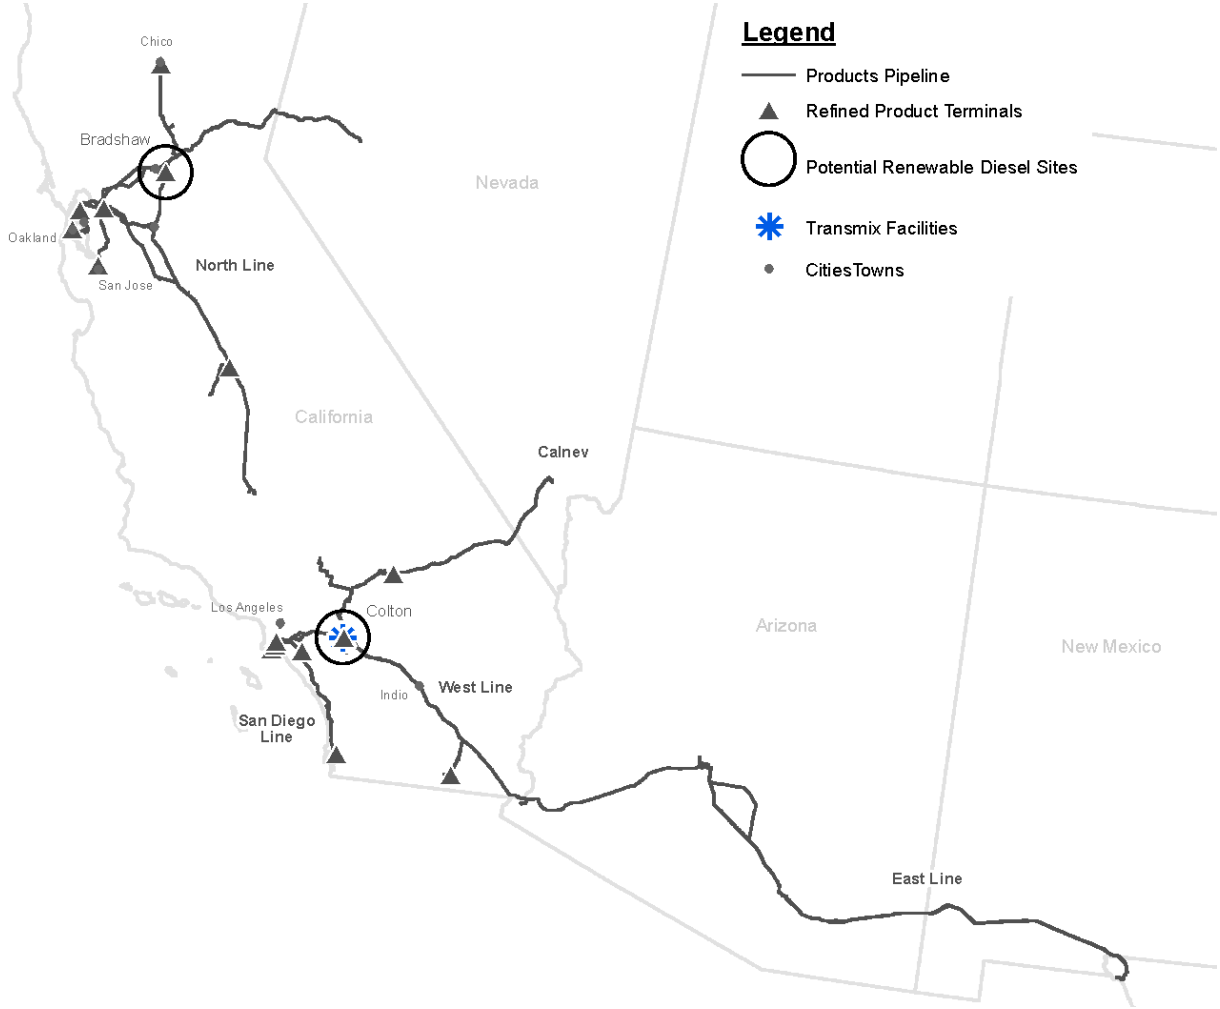 Legend
Products Pipeline
Refined Product Terminals
Potential Renewable Diesel Sites
Transmix Facilities
CitiesTowns
Chico
Bradshaw
Nevada
Oakland
North Line
San Jose
California
Calnev
Los Angeles
Colton
Arizona
New Mexico
Indio
West Line
San Diego
Line
East Line